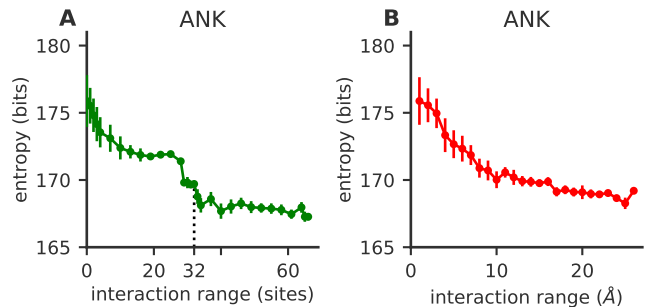 A
ANK
180
175
170
165
entropy (bits)
0
20
32
60
interaction range (sites)
B
ANK
180
175
170
165
entropy (bits)
0
10
20
interaction range (Å)